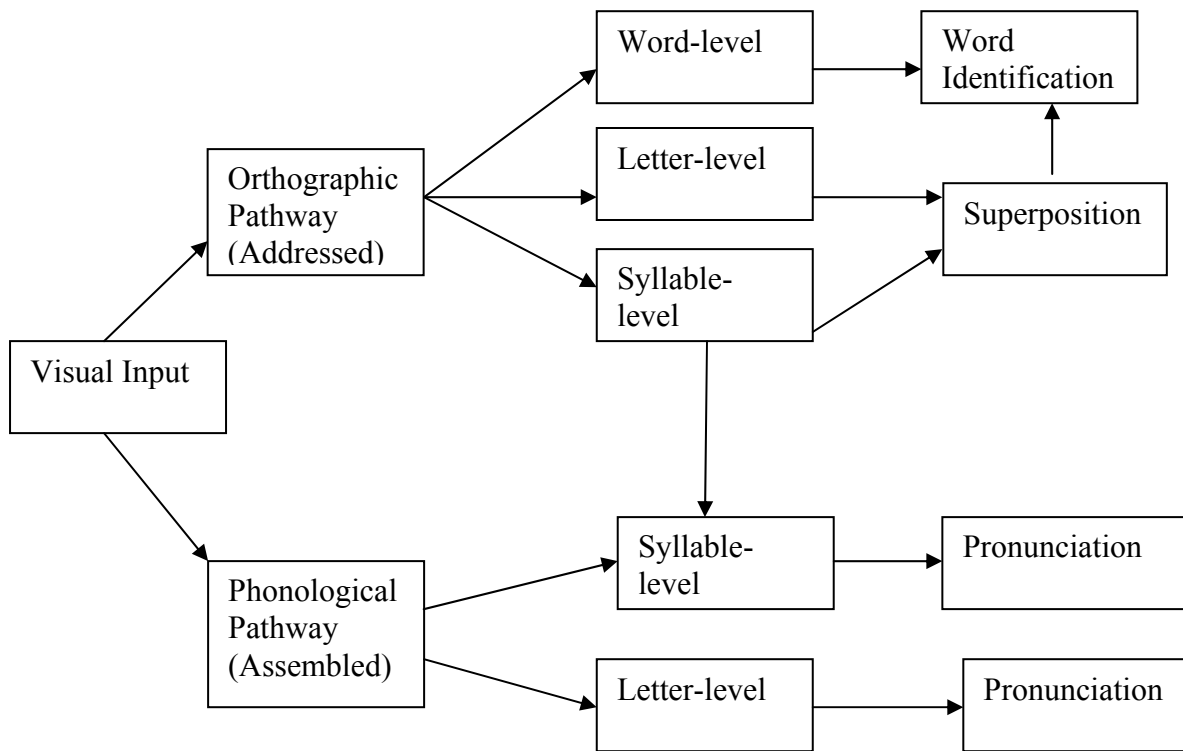 Word-level
Word
Identification
Orthographic
Pathway
(Addressed)
Letter-level
Superposition
Syllable-
level
Visual Input
Syllable-
level
Pronunciation
Phonological
Pathway
(Assembled)
Letter-level
Pronunciation